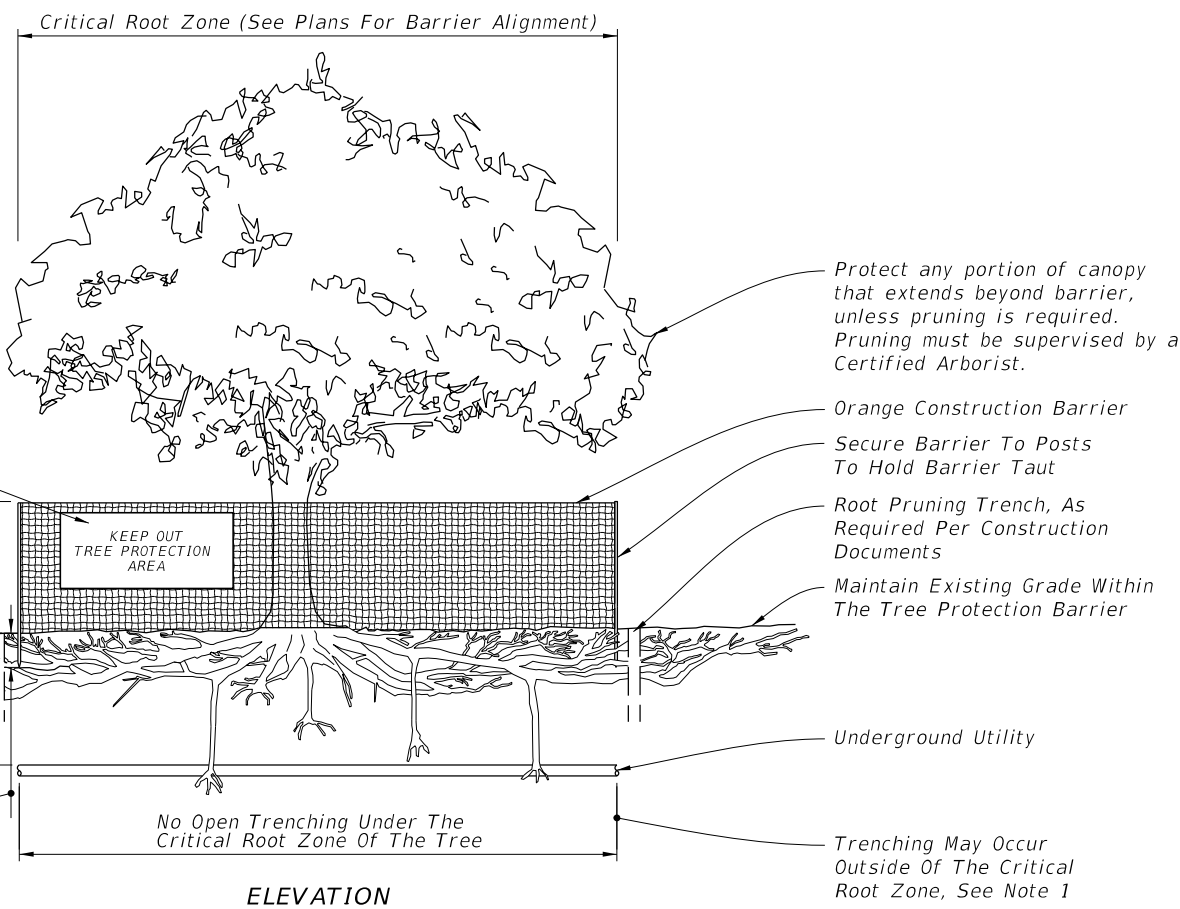 Critical Root Zone (See Plans For Barrier Alignment)
Protect any portion of canopy
that extends beyond barrier,
unless pruning is required.
Pruning must be supervised by a
Certified Arborist.
Orange Construction Barrier
Secure Barrier To Posts
To Hold Barrier Taut
Root Pruning Trench, As
Required Per Construction
Documents
KEEP OUT
TREE PROTECTION
AREA
Maintain Existing Grade Within
The Tree Protection Barrier
Underground Utility
No Open Trenching Under The
Critical Root Zone Of The Tree
Trenching May Occur
Outside Of The Critical
Root Zone, See Note 1
ELEVATION